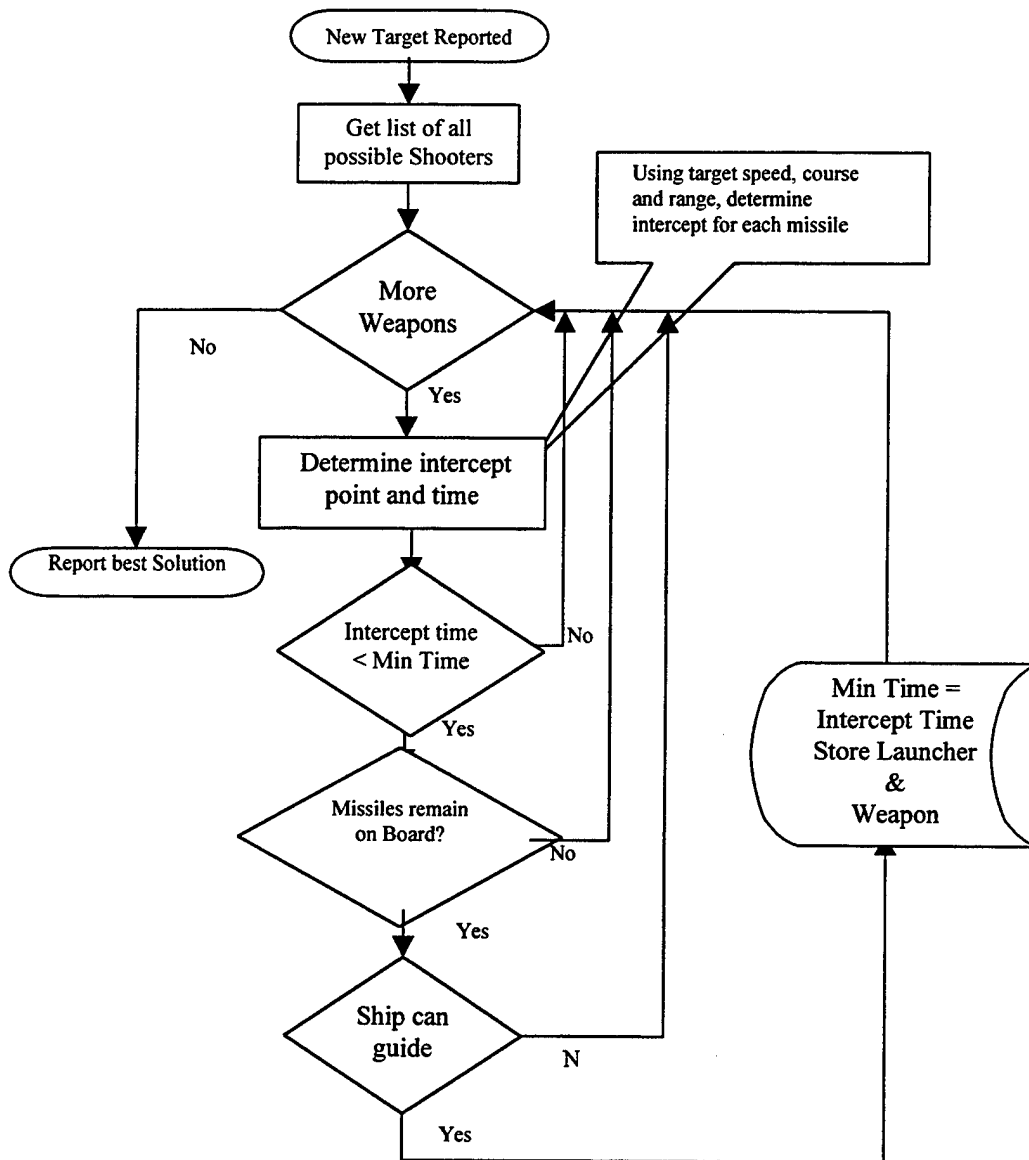 New Target Reported
Get list of all
possible Shooters
Using target speed, course
and range, determine
intercept for each missile
More
Weapons
No
Yes
Determine intercept
point and time
Report best Solution
Intercept time
< Min Time
No
Yes
Min Time =
Intercept Time
Store Launcher
&
Weapon
Missiles remain
on Board?
No
Yes
Ship can
guide
N
Yes